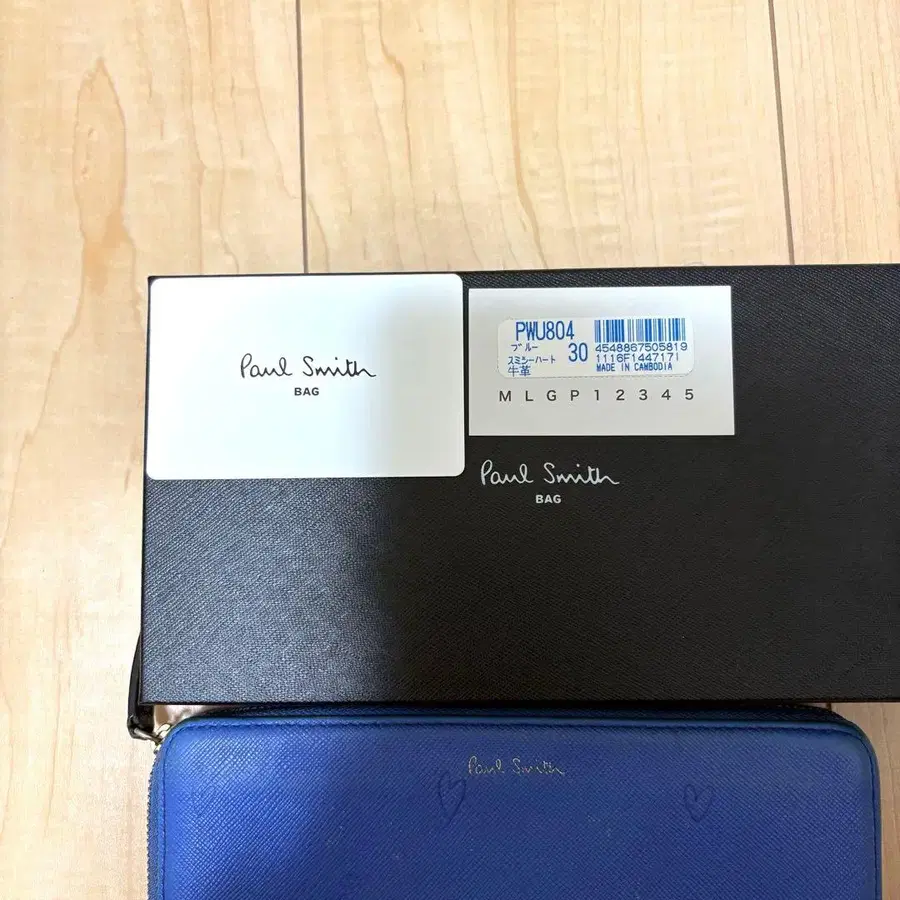 Paul Smith
BAG
PWU804
ブルー
スミシーハート 30
牛革
4548867505819
1116F1447171
MADE IN CAMBODIA
M L G P 1 2 3 4 5
Paul Smith
BAG
Paul Smith